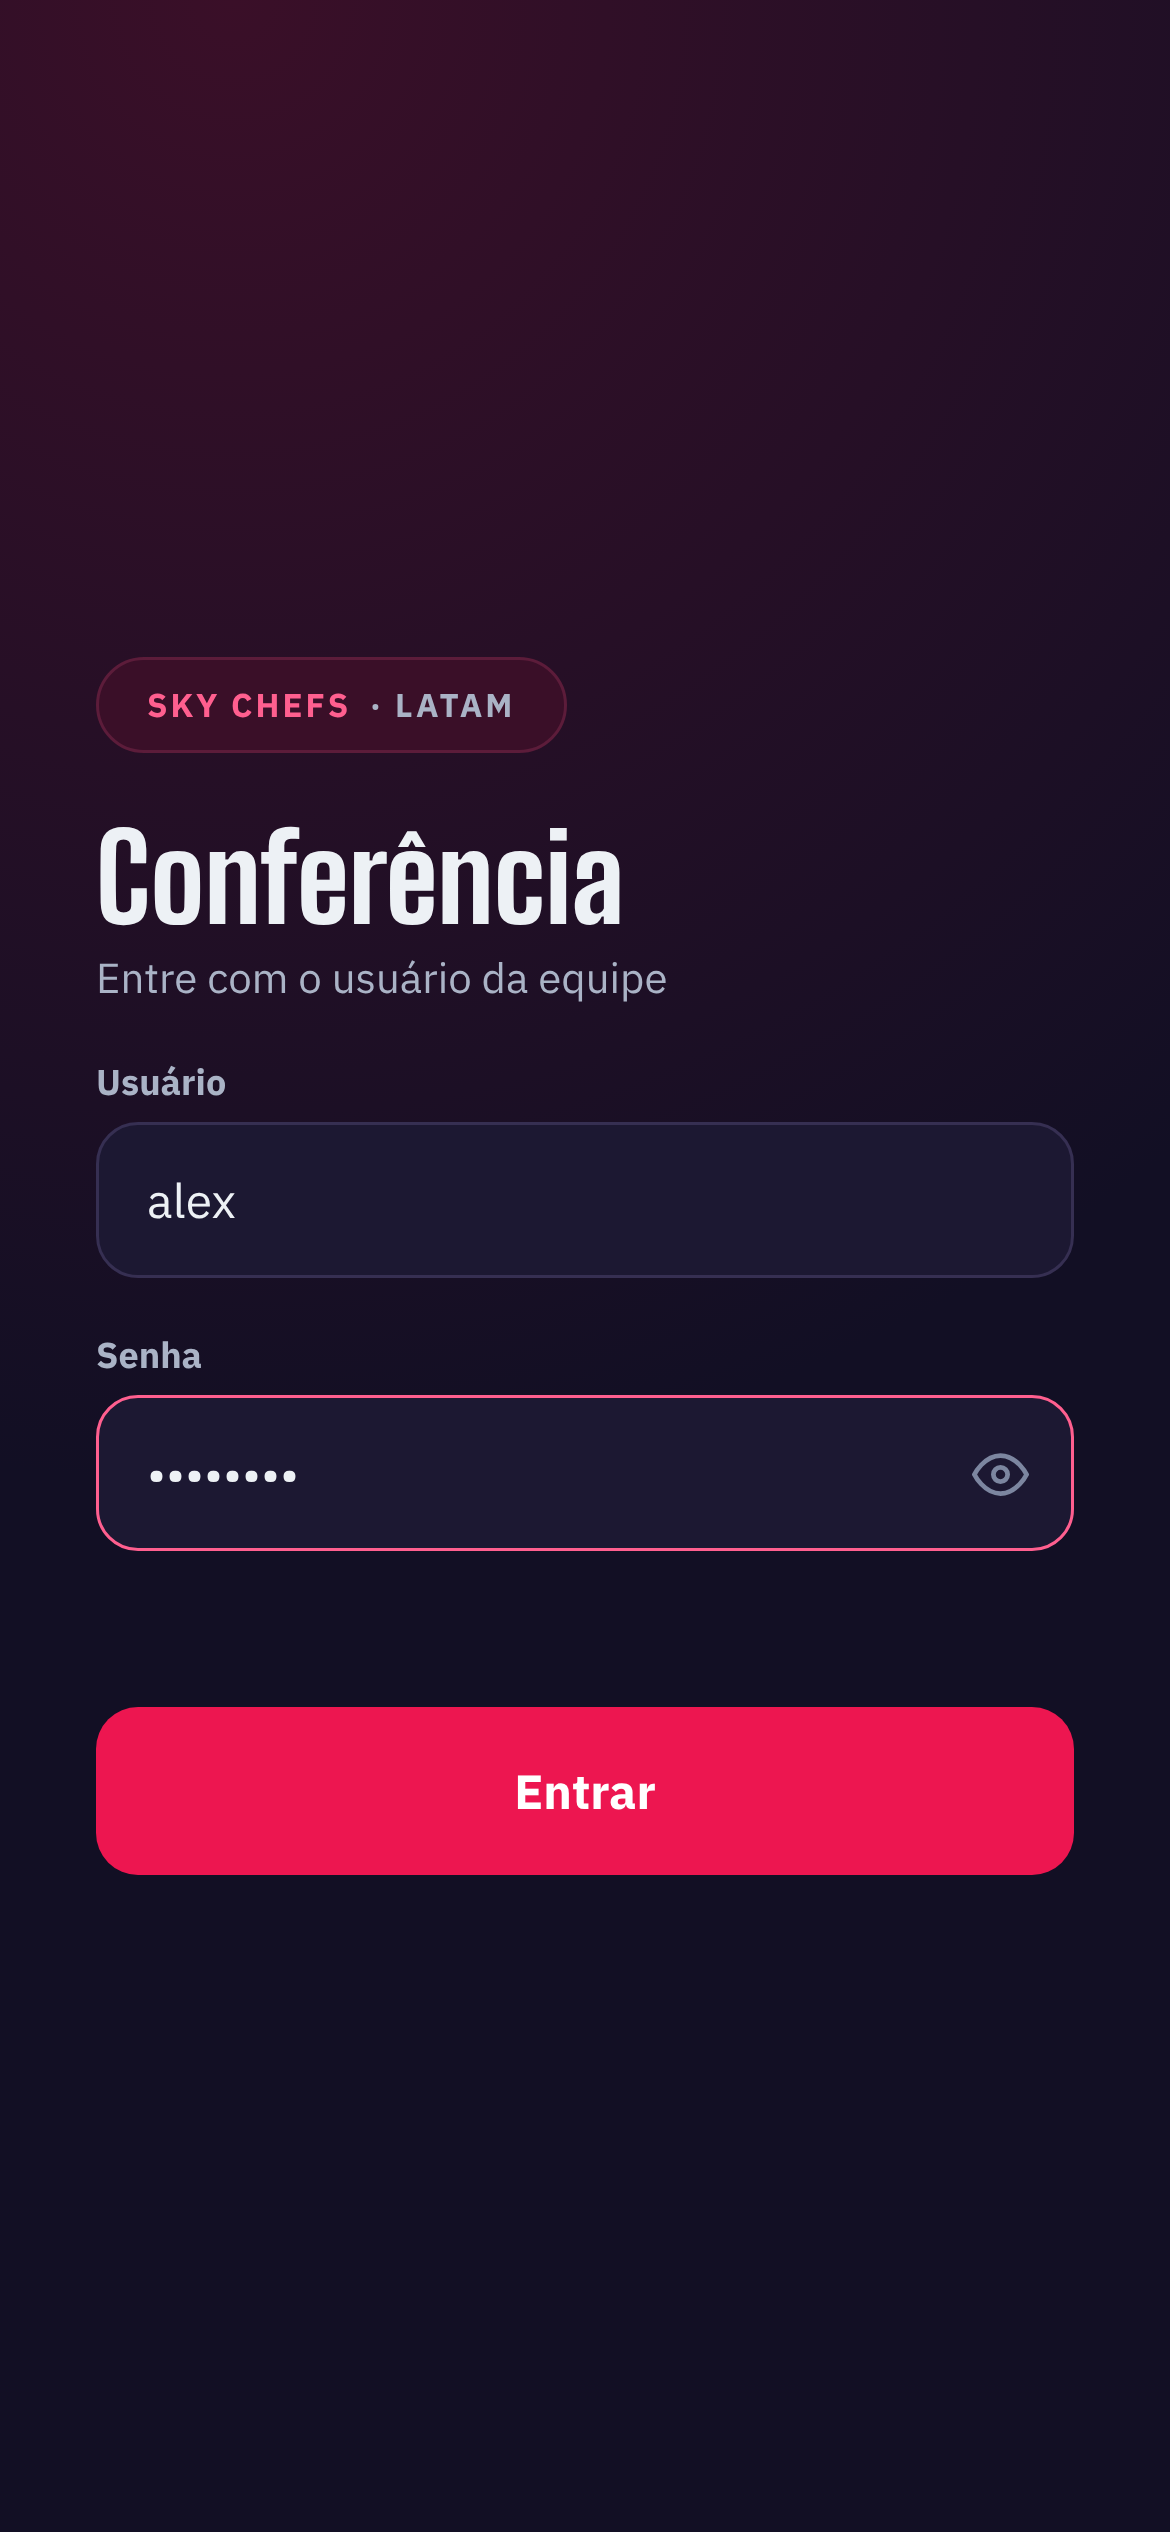 SKY CHEFS · LATAM
Conferência
Entre com o usuário da equipe
Usuário
alex
Senha
••••••••
Entrar